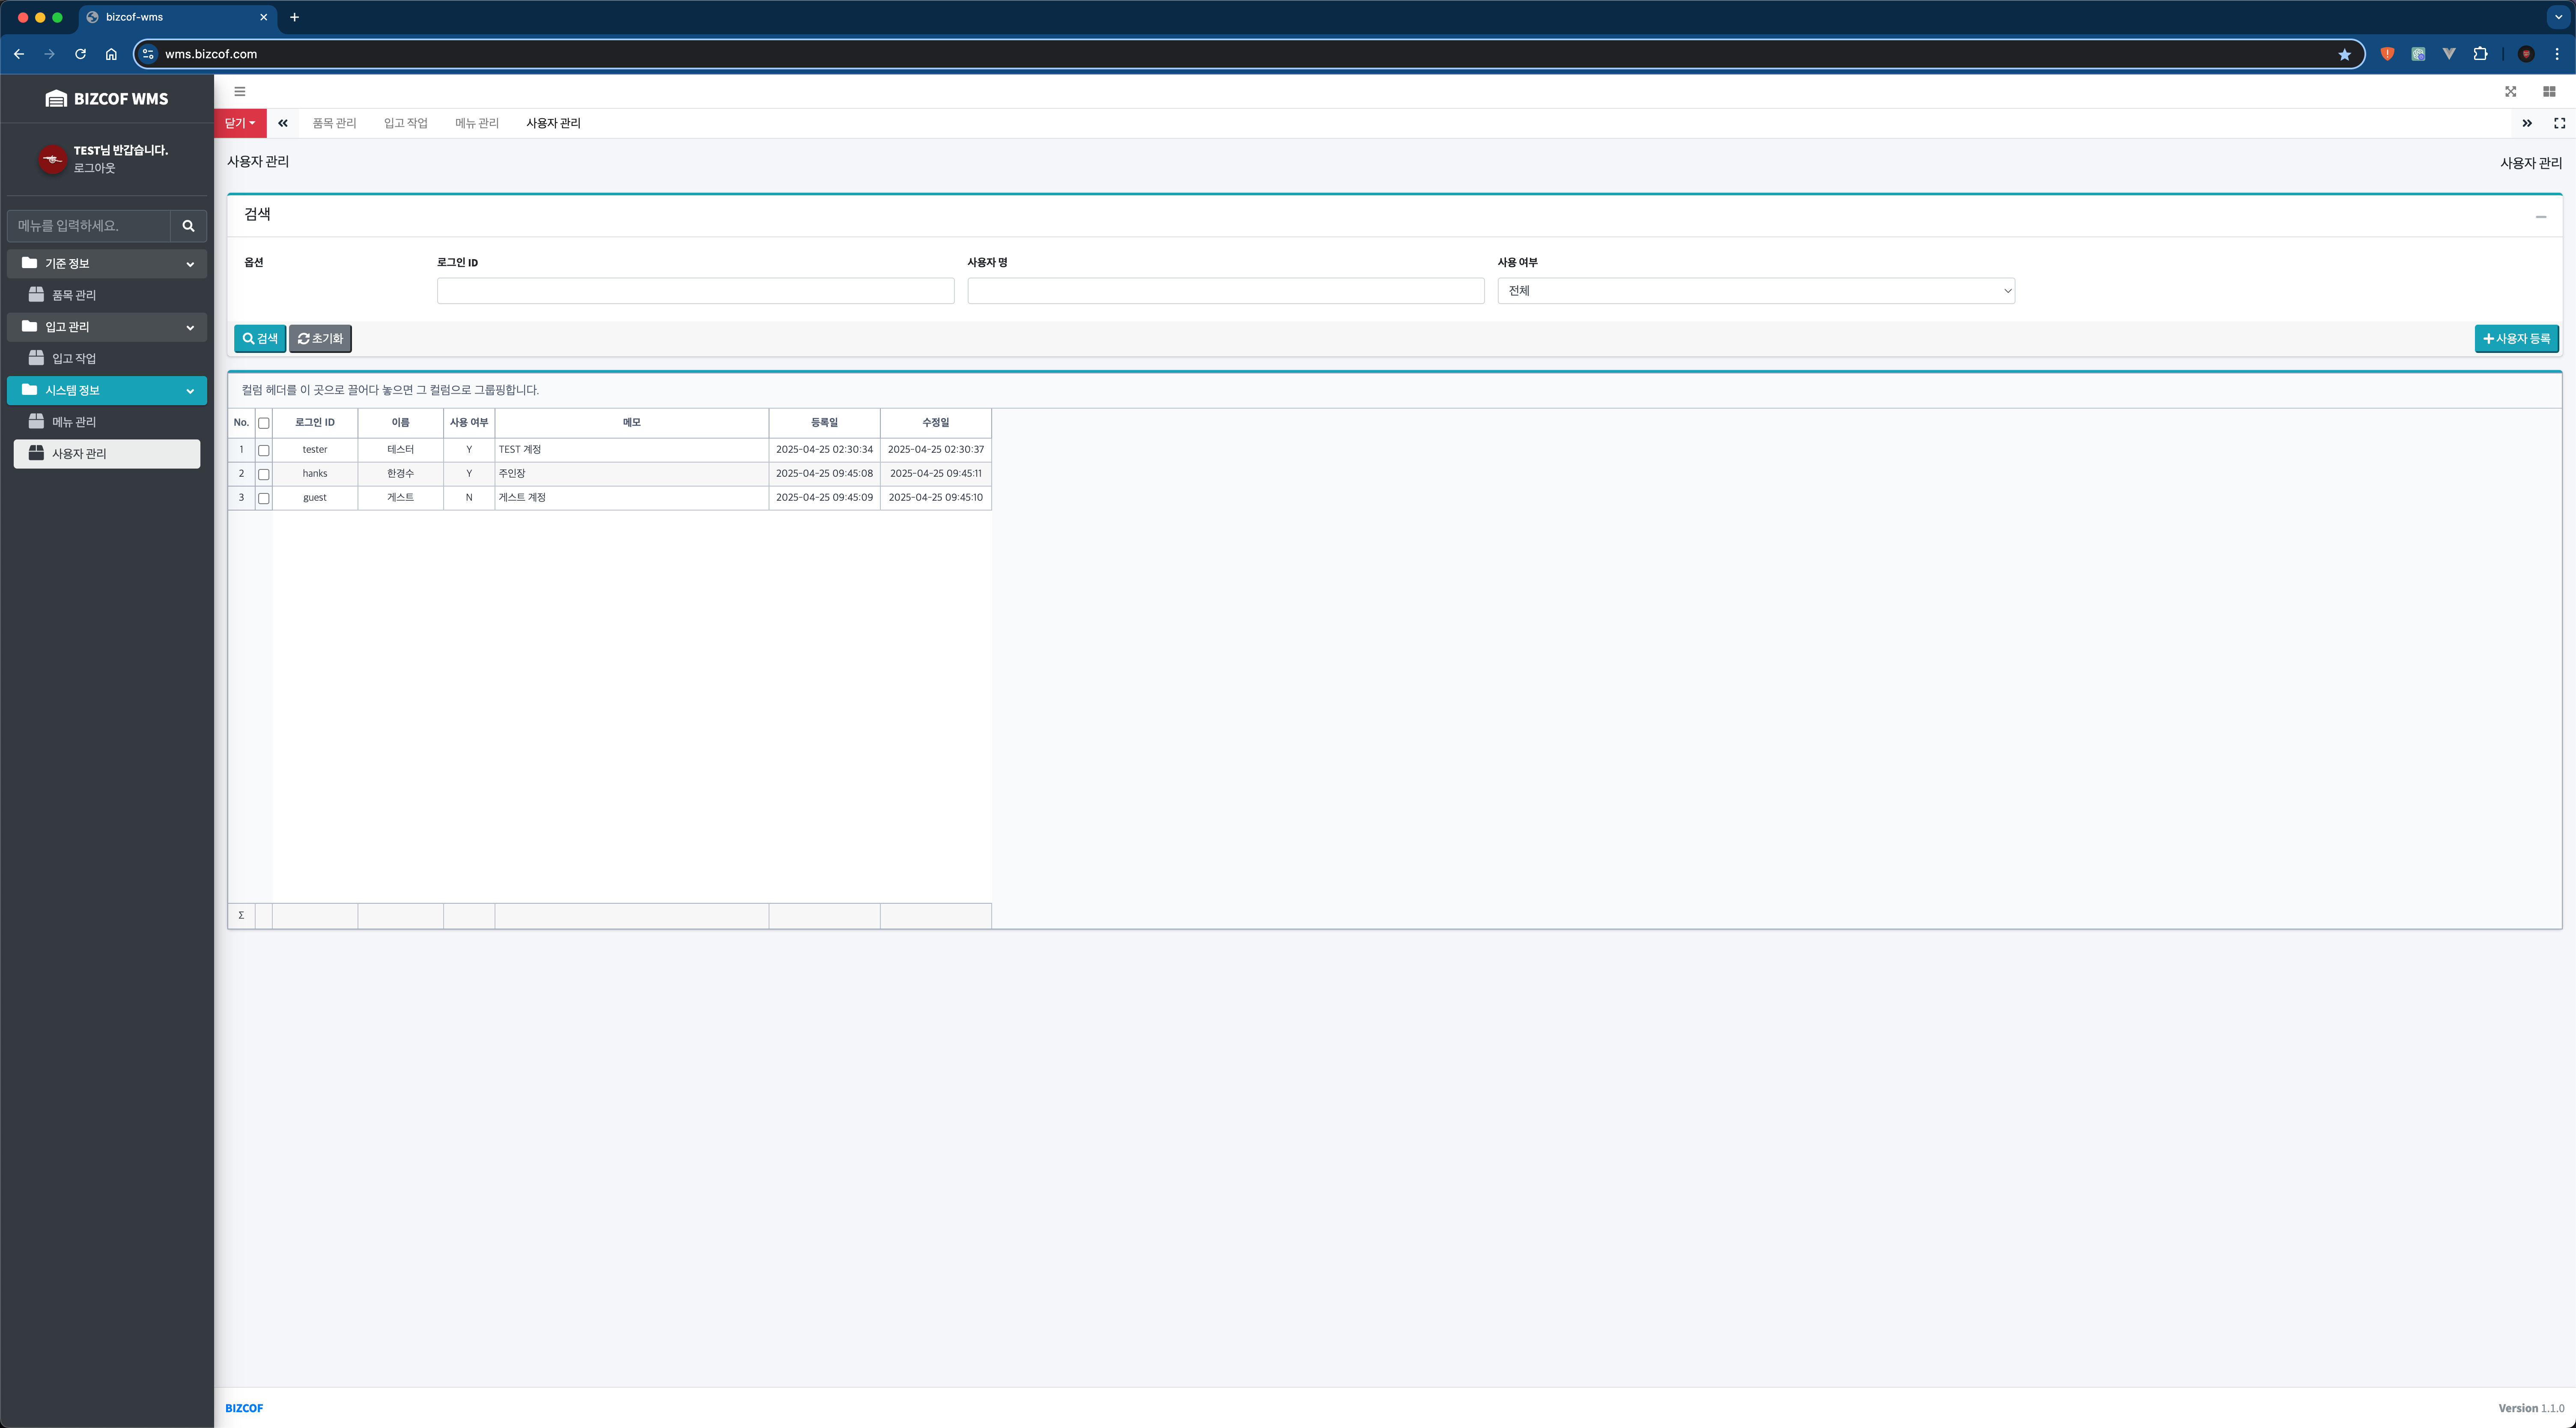 bizcof-wms
wms.bizcof.com
BIZCOF WMS
TEST님 반갑습니다.
로그아웃
메뉴를 입력하세요.
기준 정보
품목 관리
입고 관리
입고 작업
시스템 정보
메뉴 관리
사용자 관리
닫기 품목 관리 입고 작업 메뉴 관리 사용자 관리
사용자 관리 사용자 관리
검색
옵션 로그인 ID 사용자 명 사용 여부
전체
검색 초기화 사용자 등록
컬럼 헤더를 이 곳으로 끌어다 놓으면 그 컬럼으로 그룹핑합니다.
No. 로그인 ID 이름 사용 여부 메모 등록일 수정일
1 tester 테스터 Y TEST 계정 2025-04-25 02:30:34 2025-04-25 02:30:37
2 hanks 한경수 Y 주인장 2025-04-25 09:45:08 2025-04-25 09:45:11
3 guest 게스트 N 게스트 계정 2025-04-25 09:45:09 2025-04-25 09:45:10
Σ
BIZCOF Version 1.1.0